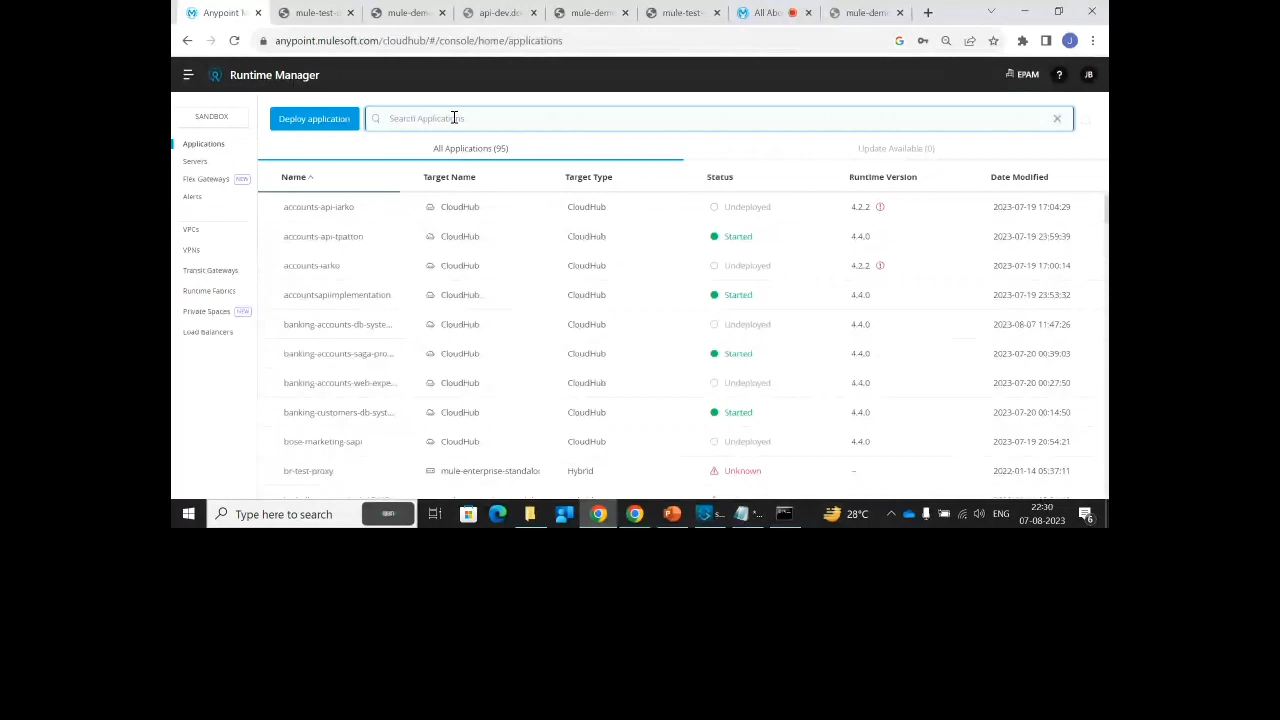 Anypoint M
mule-test-
mule-dem
api-dev.do
mule-dem
mule-test-
All Abo
mule-dem
anypoint.mulesoft.com/cloudhub/#/console/home/applications
Runtime Manager
EPAM
?
JB
SANDBOX
Applications
Servers
Flex Gateways NEW
Alerts
VPCs
VPNs
Transit Gateways
Runtime Fabrics
Private Spaces NEW
Load Balancers
Deploy application
Search Applications
All Applications (95)
Update Available (0)
Name Target Name Target Type Status Runtime Version Date Modified
accounts-api-iarko CloudHub CloudHub Undeployed 4.2.2 2023-07-19 17:04:29
accounts-api-tpatton CloudHub CloudHub Started 4.4.0 2023-07-19 23:59:39
accounts-iarko CloudHub CloudHub Undeployed 4.2.2 2023-07-19 17:00:14
accountsapiimplementation CloudHub CloudHub Started 4.4.0 2023-07-19 23:53:32
banking-accounts-db-syste... CloudHub CloudHub Undeployed 4.4.0 2023-08-07 11:47:26
banking-accounts-saga-pro... CloudHub CloudHub Started 4.4.0 2023-07-20 00:39:03
banking-accounts-web-expe... CloudHub CloudHub Undeployed 4.4.0 2023-07-20 00:27:50
banking-customers-db-syst... CloudHub CloudHub Started 4.4.0 2023-07-20 00:14:50
bose-marketing-sapi CloudHub CloudHub Undeployed 4.4.0 2023-07-19 20:54:21
br-test-proxy mule-enterprise-standalo Hybrid Unknown -- 2022-01-14 05:37:11
Type here to search
28°C
ENG
22:30
07-08-2023
6